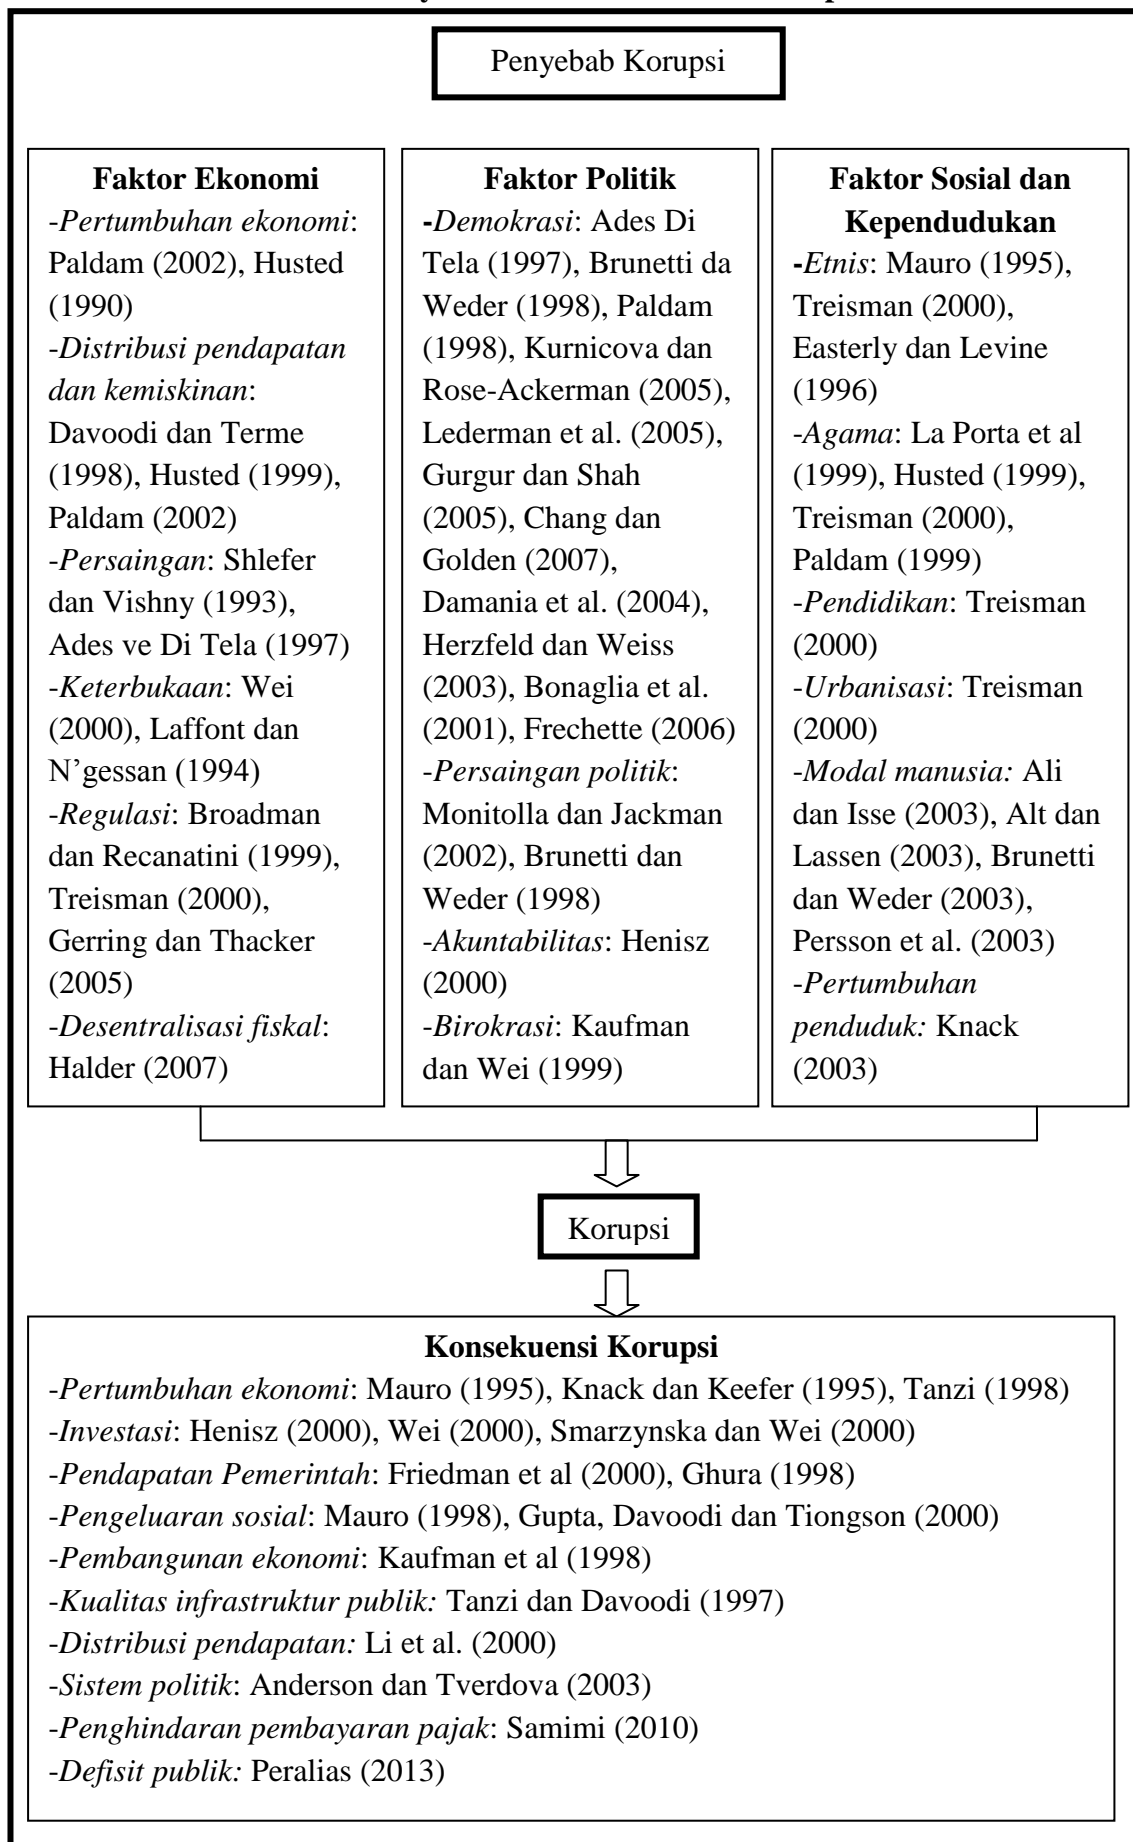 Penyebab Korupsi
Faktor Ekonomi
-Pertumbuhan ekonomi:
Paldam (2002), Husted
(1990)
-Distribusi pendapatan
dan kemiskinan:
Davoodi dan Terme
(1998), Husted (1999),
Paldam (2002)
-Persaingan: Shlefer
dan Vishny (1993),
Ades ve Di Tela (1997)
-Keterbukaan: Wei
(2000), Laffont dan
N’gessan (1994)
-Regulasi: Broadman
dan Recanatini (1999),
Treisman (2000),
Gerring dan Thacker
(2005)
-Desentralisasi fiskal:
Halder (2007)
Faktor Politik
-Demokrasi: Ades Di
Tela (1997), Brunetti da
Weder (1998), Paldam
(1998), Kurnicova dan
Rose-Ackerman (2005),
Lederman et al. (2005),
Gurgur dan Shah
(2005), Chang dan
Golden (2007),
Damania et al. (2004),
Herzfeld dan Weiss
(2003), Bonaglia et al.
(2001), Frechette (2006)
-Persaingan politik:
Monitolla dan Jackman
(2002), Brunetti dan
Weder (1998)
-Akuntabilitas: Henisz
(2000)
-Birokrasi: Kaufman
dan Wei (1999)
Faktor Sosial dan
Kependudukan
-Etnis: Mauro (1995),
Treisman (2000),
Easterly dan Levine
(1996)
-Agama: La Porta et al
(1999), Husted (1999),
Treisman (2000),
Paldam (1999)
-Pendidikan: Treisman
(2000)
-Urbanisasi: Treisman
(2000)
-Modal manusia: Ali
dan Isse (2003), Alt dan
Lassen (2003), Brunetti
dan Weder (2003),
Persson et al. (2003)
-Pertumbuhan
penduduk: Knack
(2003)
Korupsi
Konsekuensi Korupsi
-Pertumbuhan ekonomi: Mauro (1995), Knack dan Keefer (1995), Tanzi (1998)
-Investasi: Henisz (2000), Wei (2000), Smarzynska dan Wei (2000)
-Pendapatan Pemerintah: Friedman et al (2000), Ghura (1998)
-Pengeluaran sosial: Mauro (1998), Gupta, Davoodi dan Tiongson (2000)
-Pembangunan ekonomi: Kaufman et al (1998)
-Kualitas infrastruktur publik: Tanzi dan Davoodi (1997)
-Distribusi pendapatan: Li et al. (2000)
-Sistem politik: Anderson dan Tverdova (2003)
-Penghindaran pembayaran pajak: Samimi (2010)
-Defisit publik: Peralias (2013)